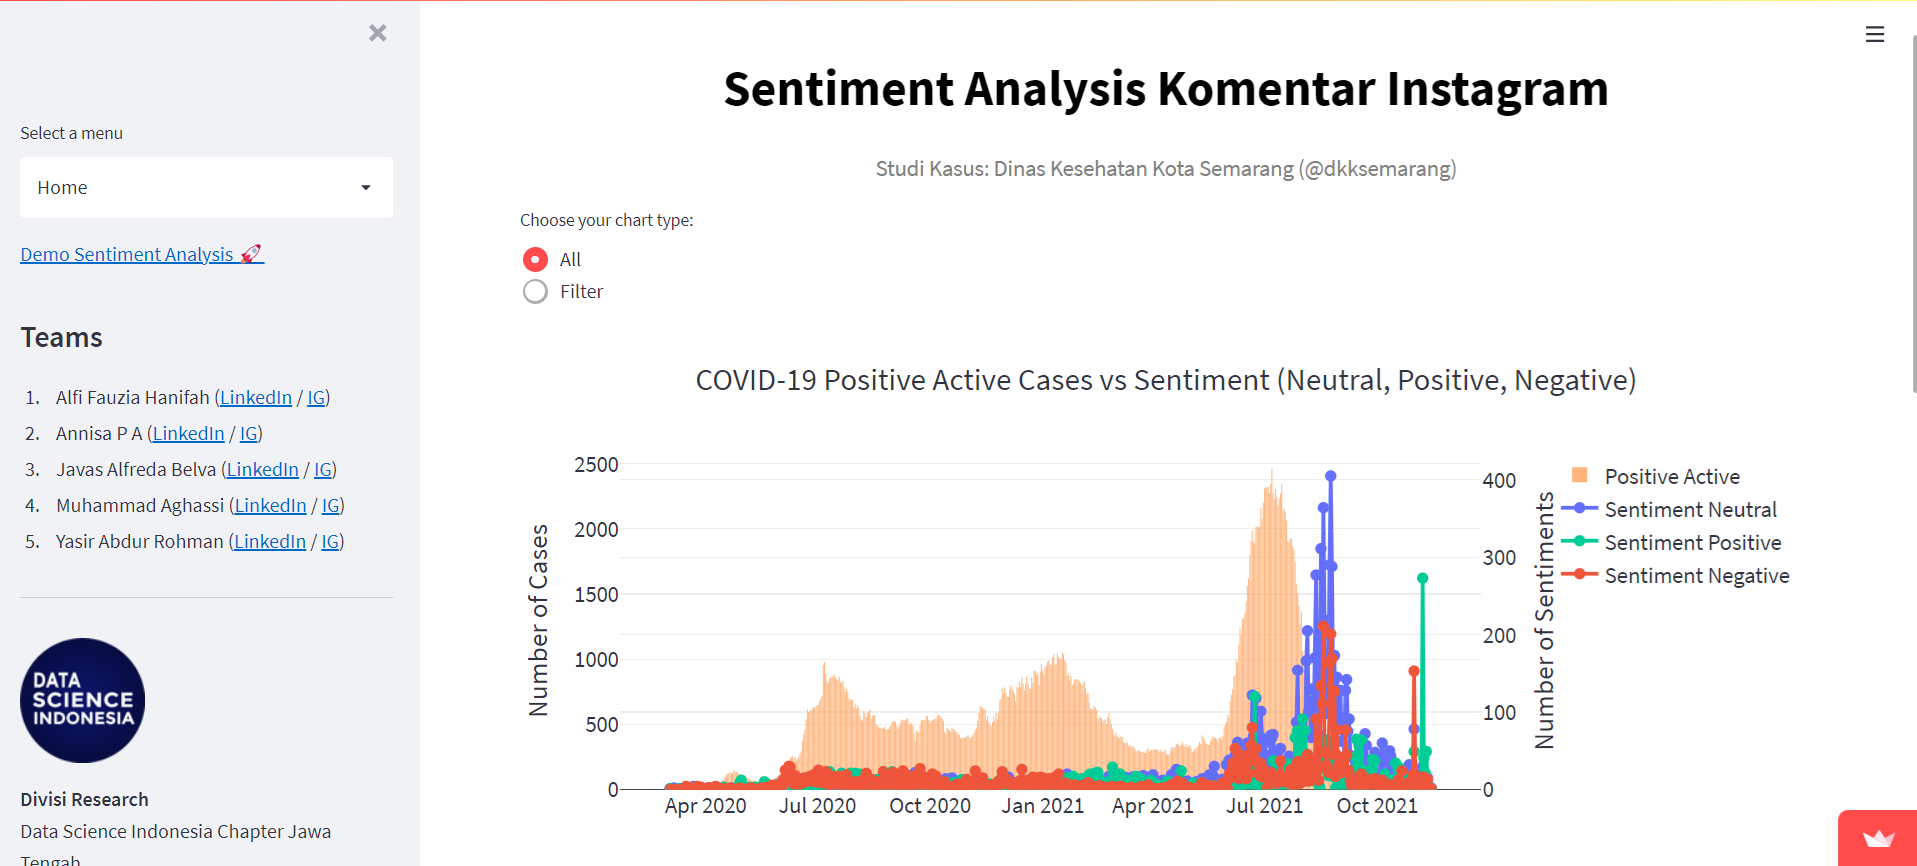 Select a menu
Home
Demo Sentiment Analysis 🚀
Teams
1. Alfi Fauzia Hanifah (LinkedIn / IG)
2. Annisa P A (LinkedIn / IG)
3. Javas Alfreda Belva (LinkedIn / IG)
4. Muhammad Aghassi (LinkedIn / IG)
5. Yasir Abdur Rohman (LinkedIn / IG)
DATA
SCIENCE
INDONESIA
Divisi Research
Data Science Indonesia Chapter Jawa
Tengah
Sentiment Analysis Komentar Instagram
Studi Kasus: Dinas Kesehatan Kota Semarang (@dkksemarang)
Choose your chart type:
All
Filter
COVID-19 Positive Active Cases vs Sentiment (Neutral, Positive, Negative)
Number of Cases
2500
2000
1500
1000
500
0
Apr 2020 Jul 2020 Oct 2020 Jan 2021 Apr 2021 Jul 2021 Oct 2021
400
300
200
100
0
Number of Sentiments
Positive Active
Sentiment Neutral
Sentiment Positive
Sentiment Negative